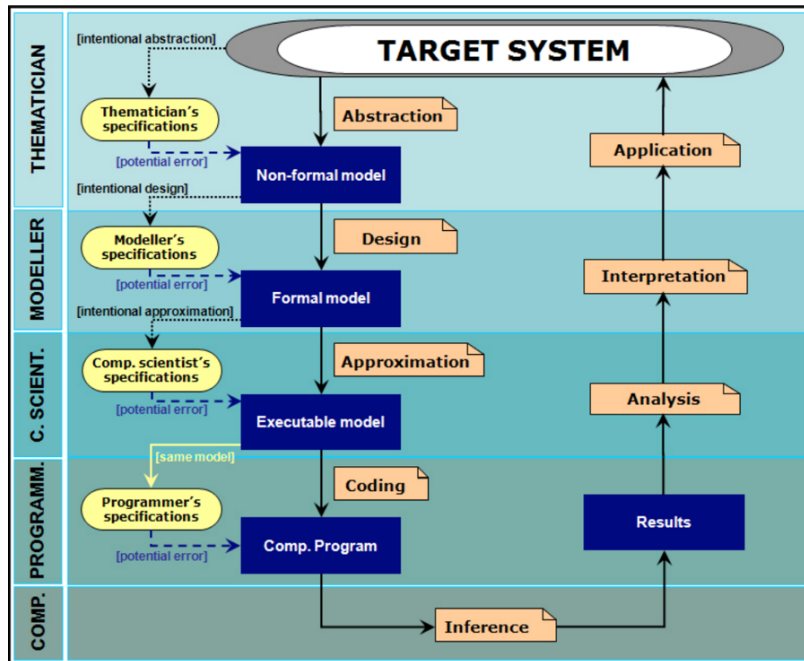 THEMATICIAN
MODELLER
C. SCIENT.
PROGRAMM.
COMP.
TARGET SYSTEM
[intentional abstraction]
Thematician's
specifications
[potential error]
Abstraction
Non-formal model
[intentional design]
Modeller's
specifications
[potential error]
Design
Formal model
[intentional approximation]
Comp. scientist's
specifications
[potential error]
Approximation
Executable model
[same model]
Programmer's
specifications
[potential error]
Coding
Comp. Program
Inference
Results
Analysis
Interpretation
Application